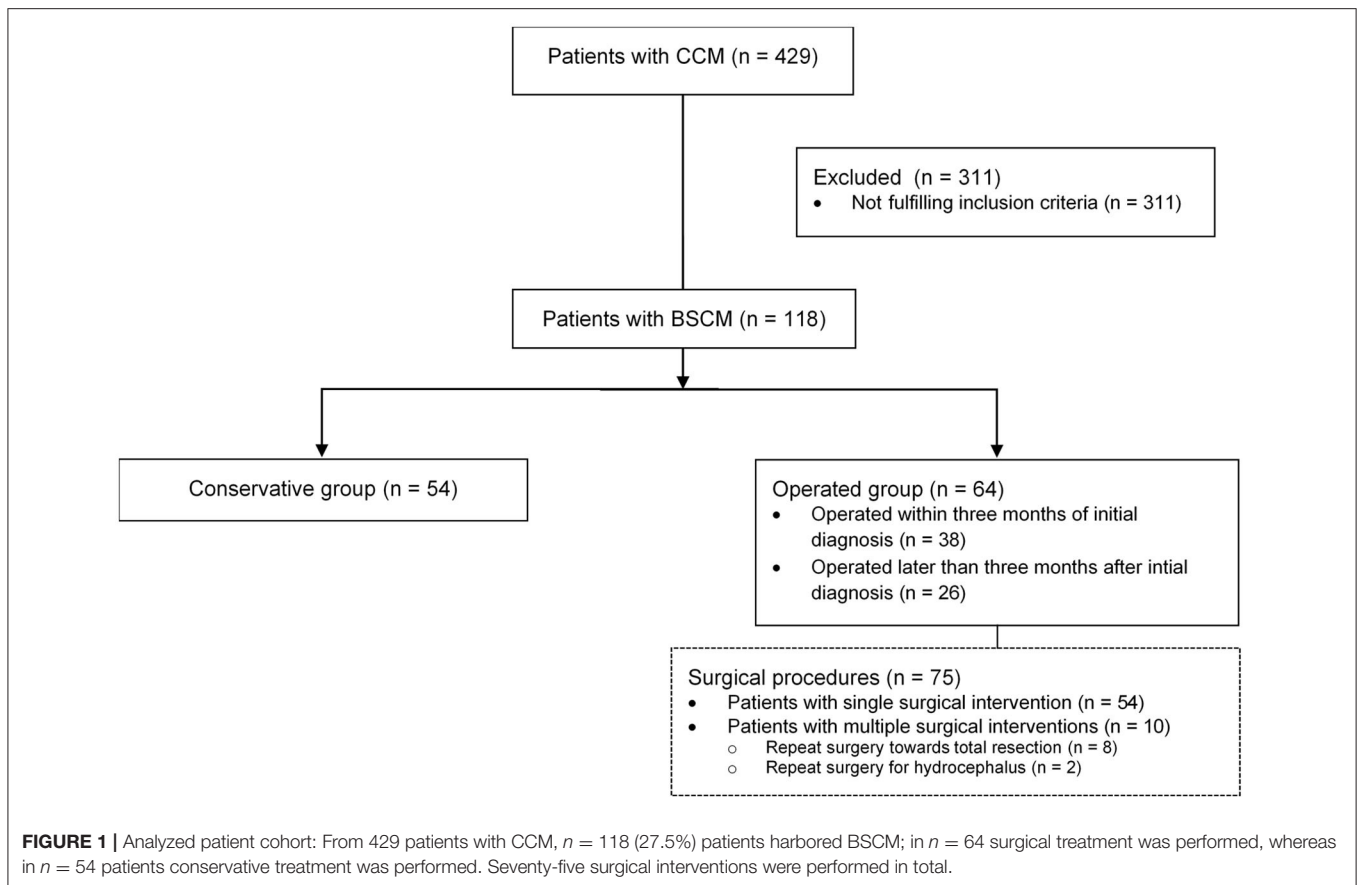 Patients with CCM (n = 429)
Excluded (n = 311)
• Not fulfilling inclusion criteria (n = 311)
Patients with BSCM (n = 118)
Conservative group (n = 54)
Operated group (n = 64)
• Operated within three months of initial
diagnosis (n = 38)
• Operated later than three months after intial
diagnosis (n = 26)
Surgical procedures (n = 75)
• Patients with single surgical intervention (n = 54)
• Patients with multiple surgical interventions (n = 10)
o Repeat surgery towards total resection (n = 8)
o Repeat surgery for hydrocephalus (n = 2)
FIGURE 1 | Analyzed patient cohort: From 429 patients with CCM, n = 118 (27.5%) patients harbored BSCM; in n = 64 surgical treatment was performed, whereas
in n = 54 patients conservative treatment was performed. Seventy-five surgical interventions were performed in total.